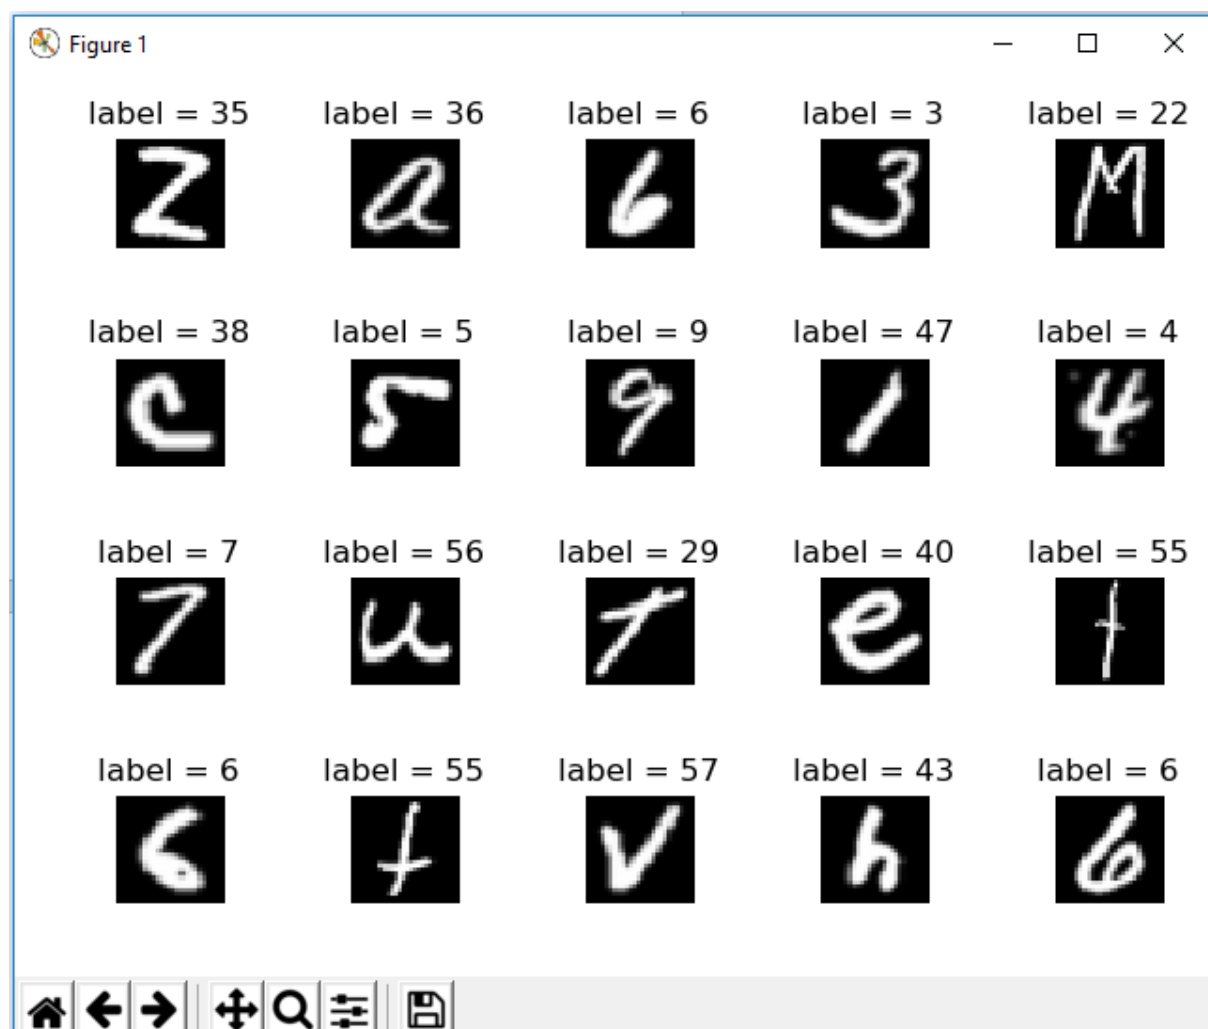 Figure 1
label = 35 label = 36 label = 6 label = 3 label = 22
Z a 6 3 M
label = 38 label = 5 label = 9 label = 47 label = 4
c 5 9 l 4
label = 7 label = 56 label = 29 label = 40 label = 55
7 u T e t
label = 6 label = 55 label = 57 label = 43 label = 6
6 t v h 6